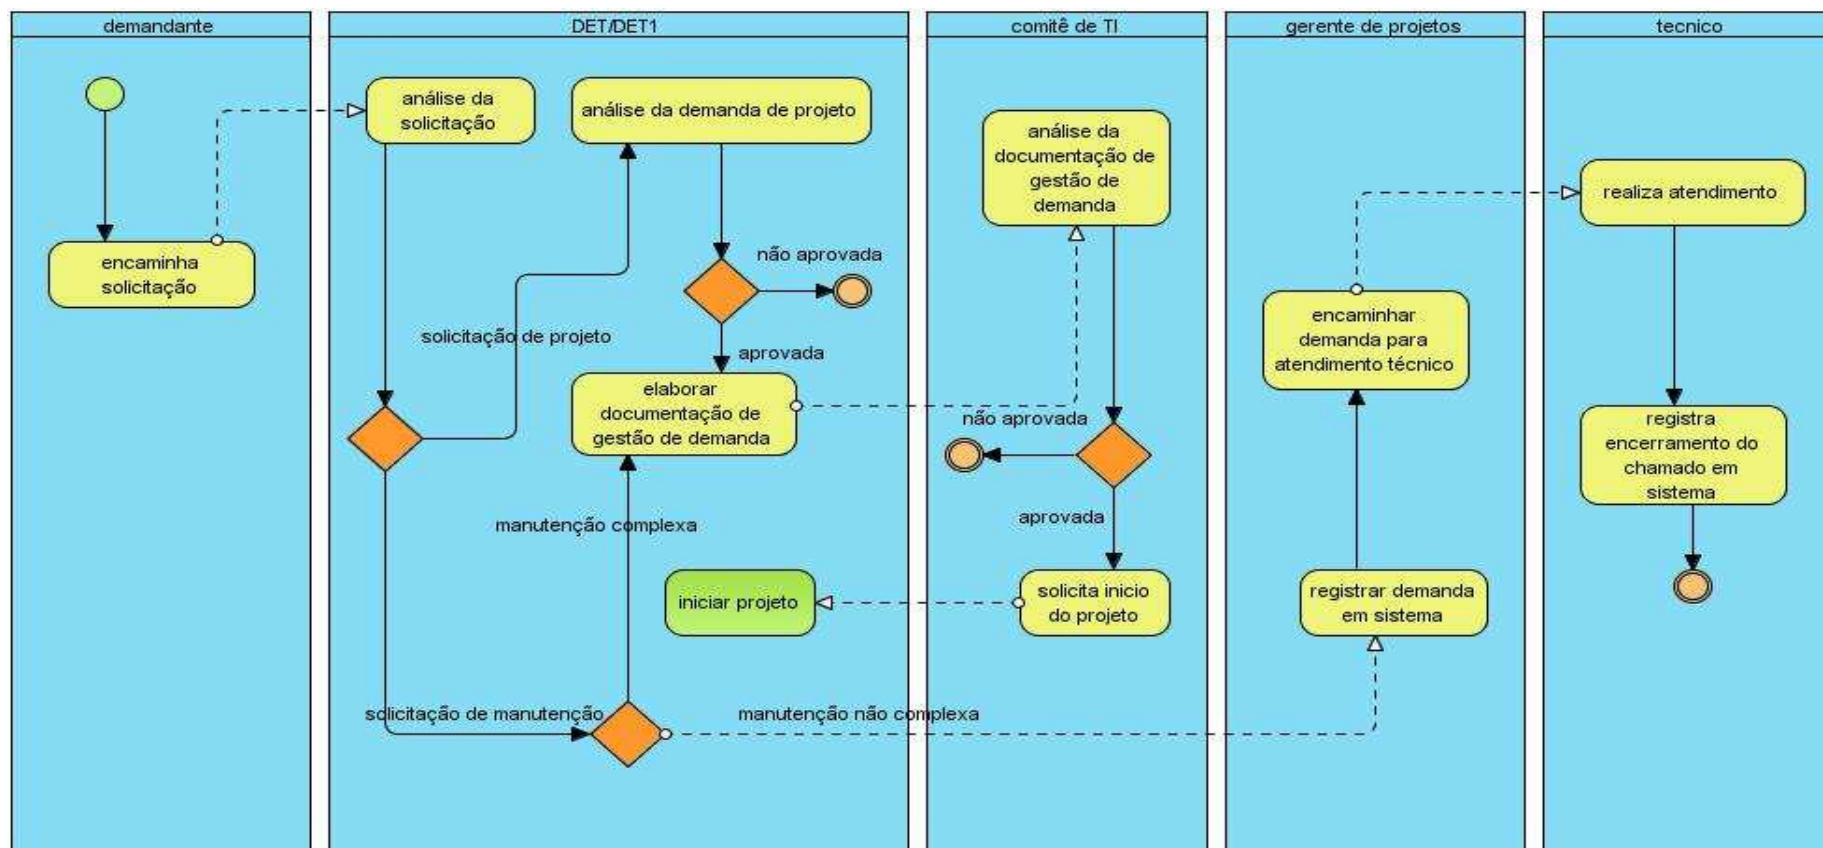 demandante
DET/DET1
comitê de TI
gerente de projetos
tecnico
encaminha
solicitação
análise da
solicitação
análise da demanda de projeto
não aprovada
solicitação de projeto
aprovada
elaborar
documentação de
gestão de demanda
manutenção complexa
iniciar projeto
solicitação de manutenção
manutenção não complexa
análise da
documentação de
gestão de
demanda
não aprovada
aprovada
solicita inicio
do projeto
encaminhar
demanda para
atendimento técnico
registrar demanda
em sistema
realiza atendimento
registra
encerramento do
chamado em
sistema